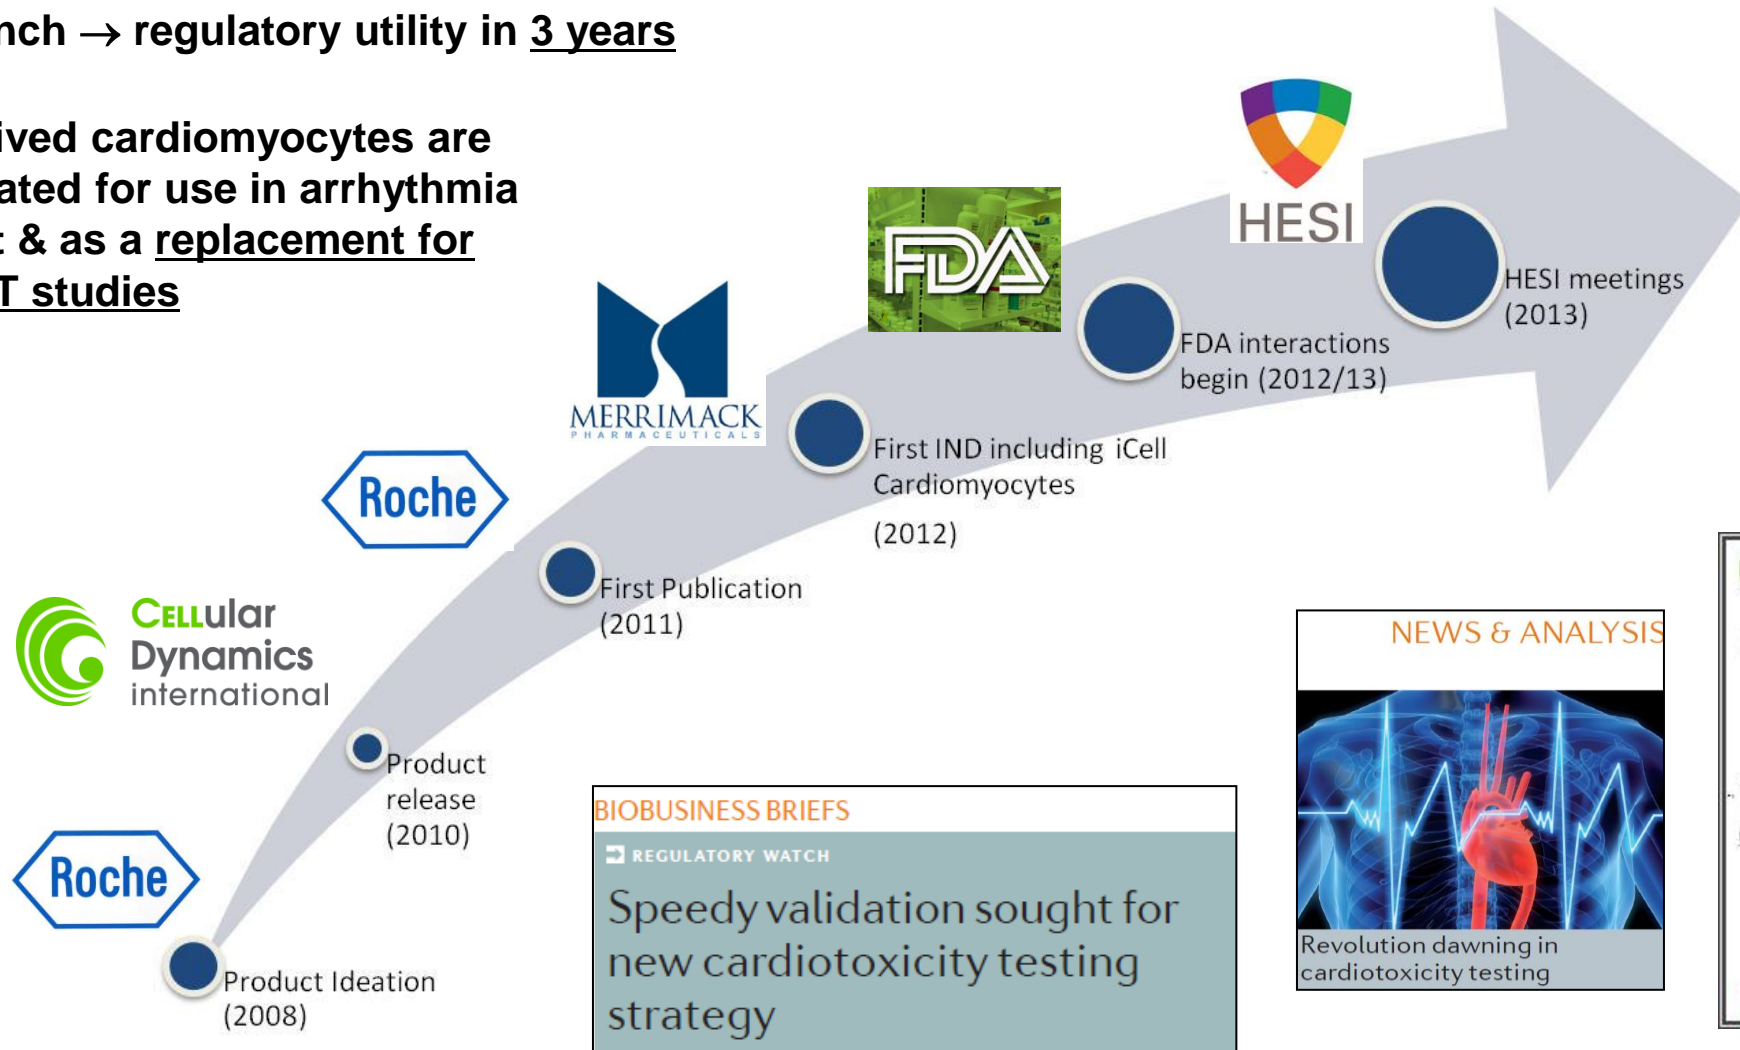 nch → regulatory utility in 3 years
ived cardiomyocytes are
ated for use in arrhythmia
t & as a replacement for
T studies
HESI
FDA
HESI meetings
(2013)
FDA interactions
begin (2012/13)
MERRIMACK
PHARMACEUTICALS
First IND including iCell
Cardiomyocytes
(2012)
Roche
First Publication
(2011)
CELLular
Dynamics
international
Product
release
(2010)
Roche
Product Ideation
(2008)
BIOBUSINESS BRIEFS
REGULATORY WATCH
Speedy validation sought for
new cardiotoxicity testing
strategy
NEWS & ANALYSIS
Revolution dawning in
cardiotoxicity testing